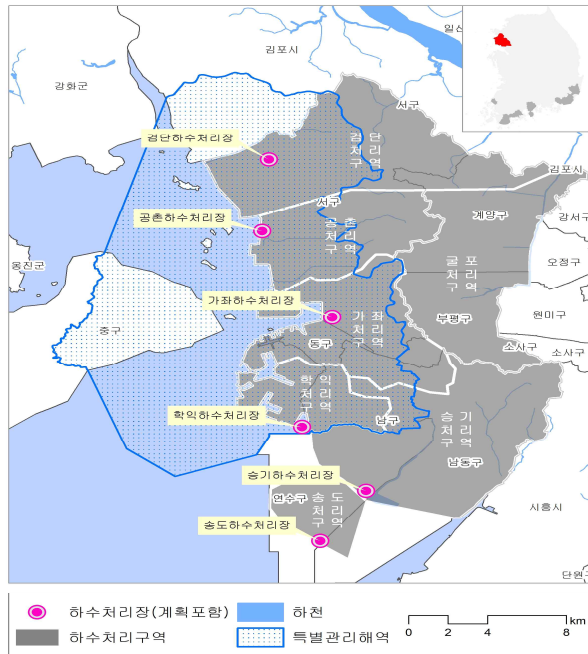 김포시
일산
강화군
서구
검단하수처리장
검단
처리
구역
김포시
서구
계양구
강서구
공촌하수처리장
공촌
처리
구역
굴포
처리
구역
오정구
옹진군
가좌하수처리장
가좌
처리
구역
중구
부평구
원미구
동구
소사구
소사구
학익
처리
구역
학익하수처리장
남구
승기
처리
구역
승기하수처리장
남동구
연수구
송도
처리
구역
시흥시
송도하수처리장
단원구
하수처리장(계획포함)
하천
km
하수처리구역
특별관리해역
0 2 4 8